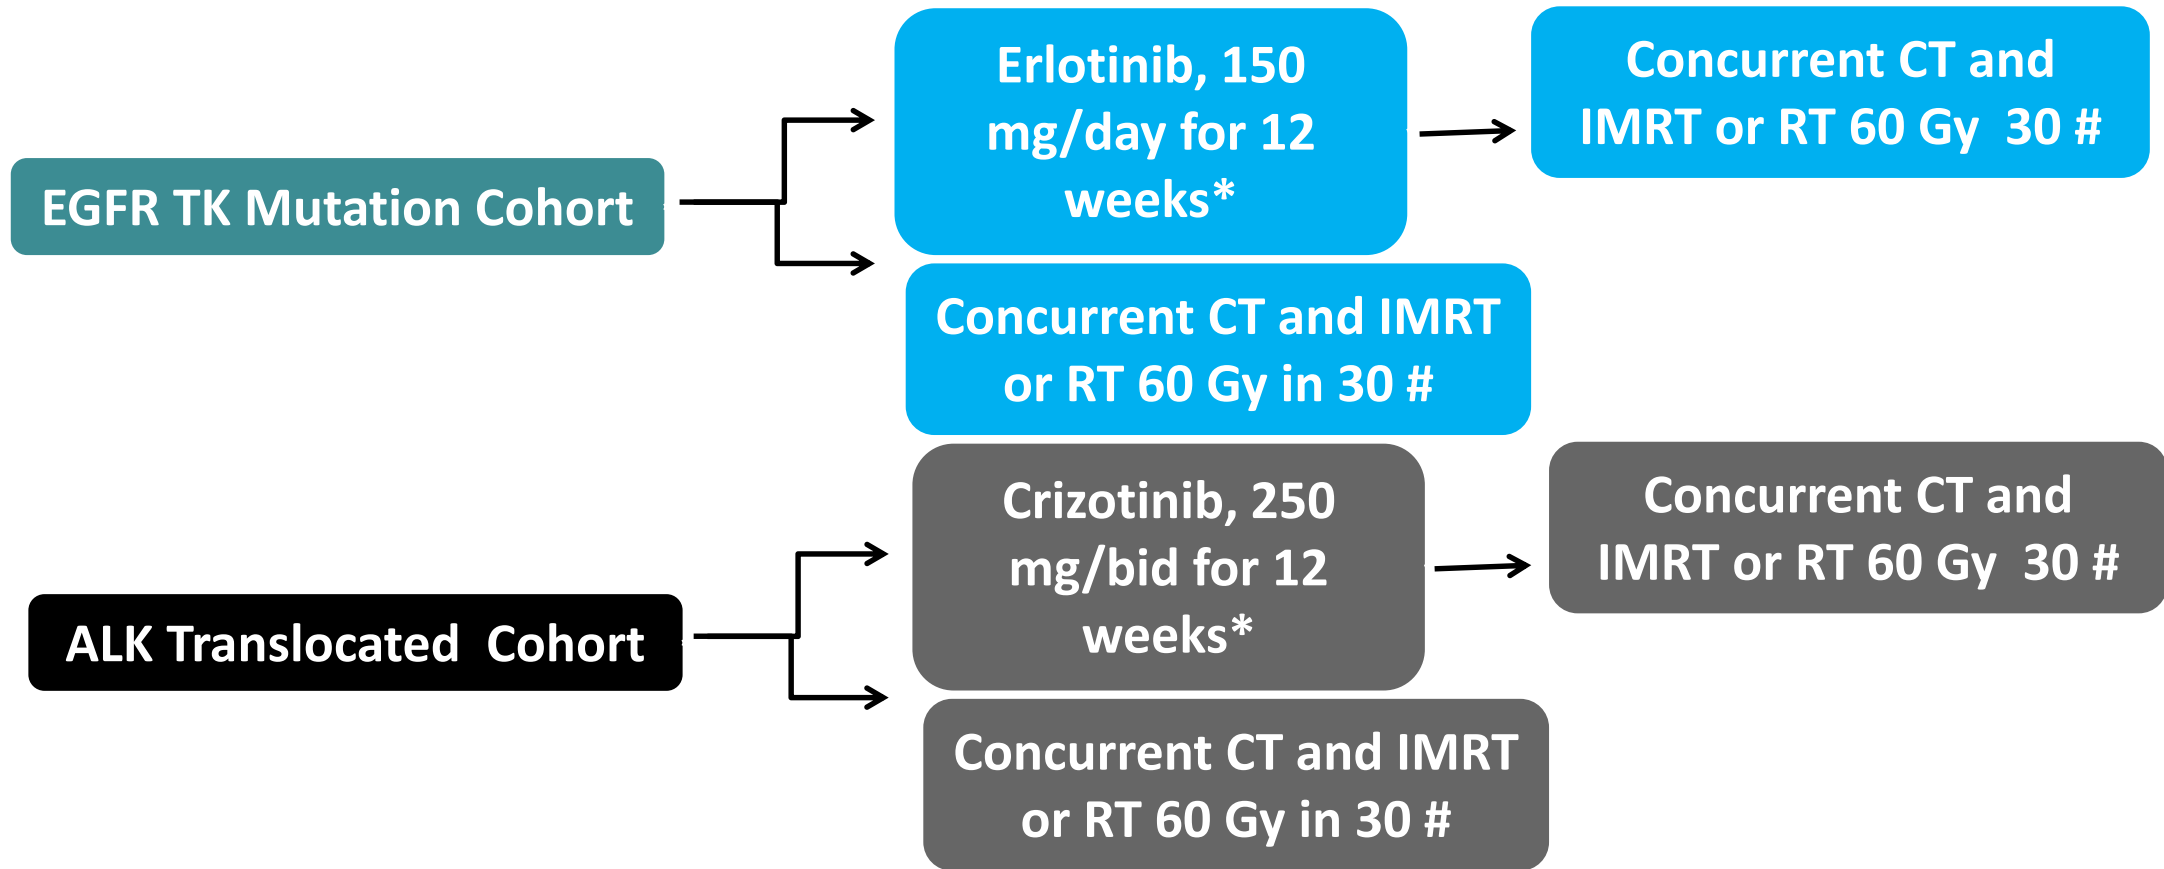 EGFR TK Mutation Cohort
Erlotinib, 150
mg/day for 12
weeks*
Concurrent CT and
IMRT or RT 60 Gy  30 #
Concurrent CT and IMRT
or RT 60 Gy in 30 #
ALK Translocated  Cohort
Crizotinib, 250
mg/bid for 12
weeks*
Concurrent CT and
IMRT or RT 60 Gy  30 #
Concurrent CT and IMRT
or RT 60 Gy in 30 #